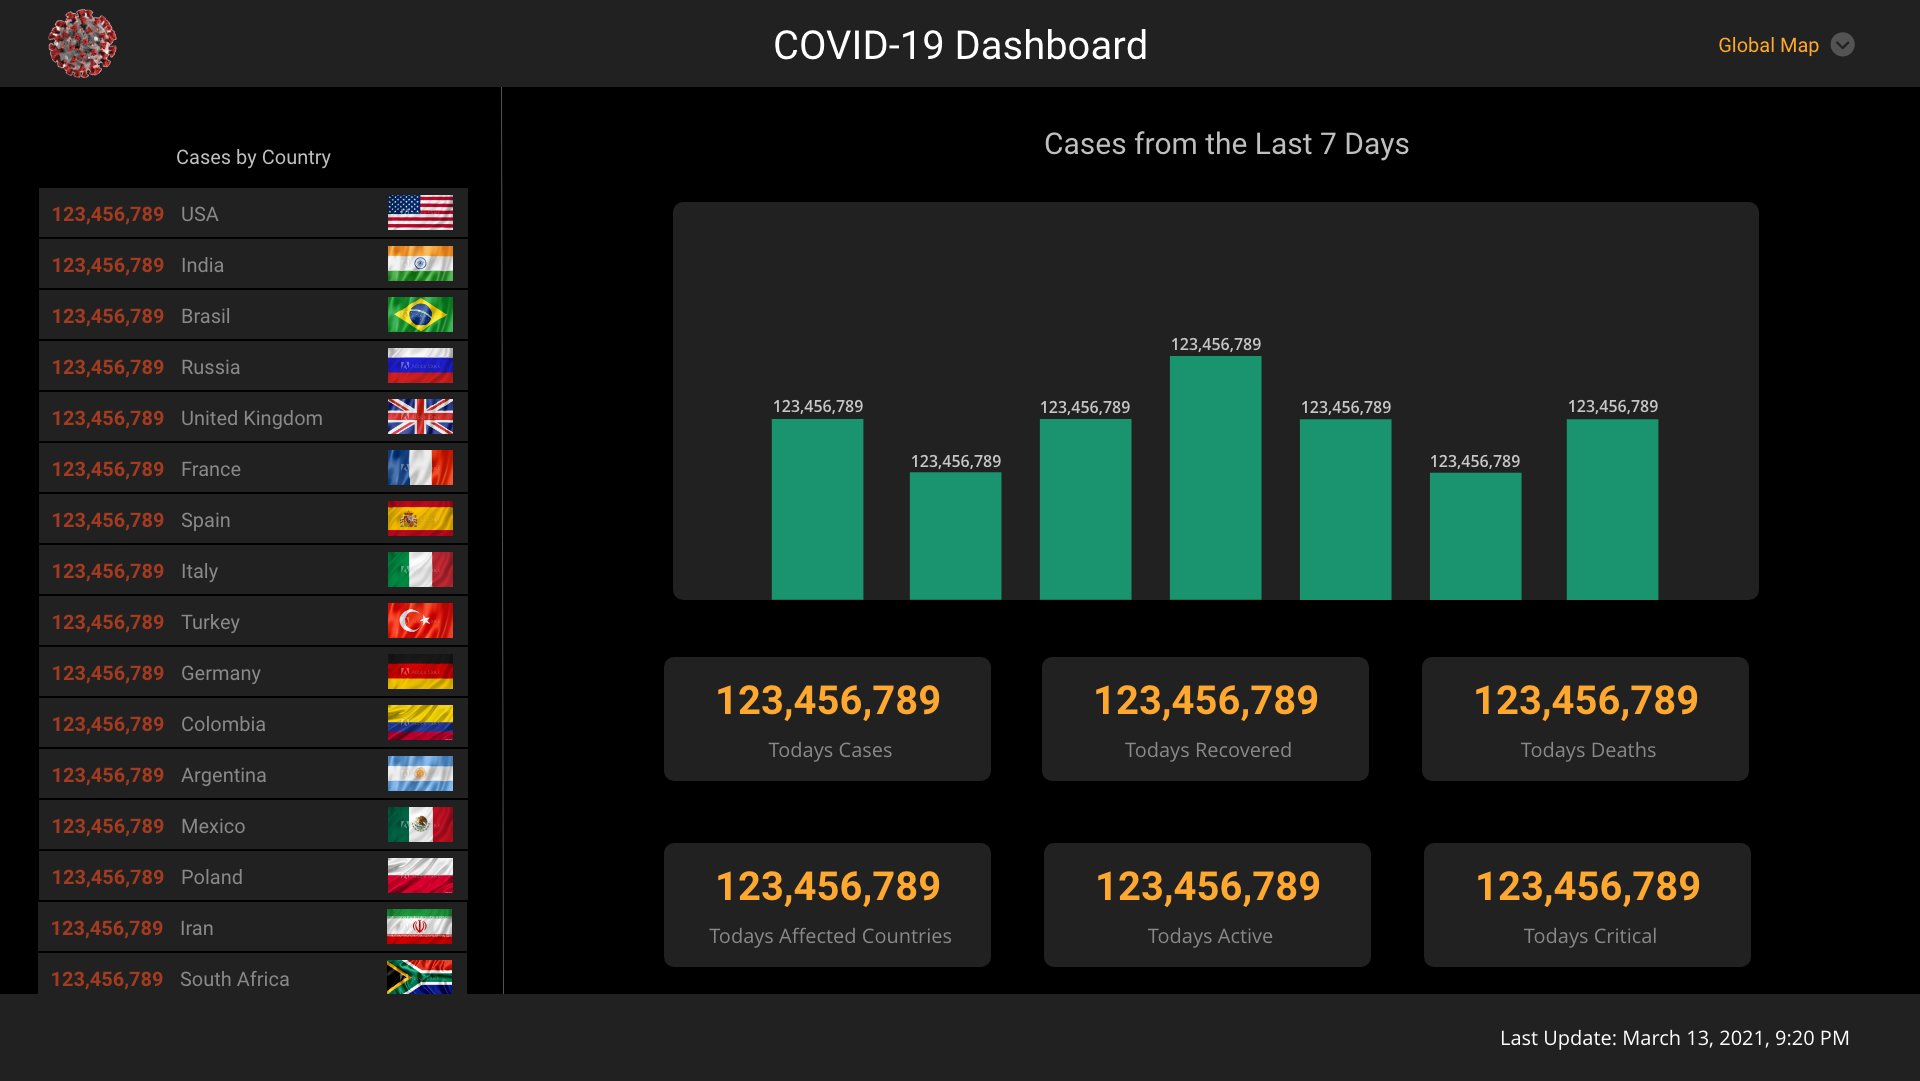 COVID-19 Dashboard
Global Map
Cases by Country
123,456,789 USA
123,456,789 India
123,456,789 Brasil
123,456,789 Russia
123,456,789 United Kingdom
123,456,789 France
123,456,789 Spain
123,456,789 Italy
123,456,789 Turkey
123,456,789 Germany
123,456,789 Colombia
123,456,789 Argentina
123,456,789 Mexico
123,456,789 Poland
123,456,789 Iran
123,456,789 South Africa
Cases from the Last 7 Days
123,456,789
123,456,789
123,456,789
123,456,789
123,456,789
123,456,789
123,456,789
123,456,789
Todays Cases
123,456,789
Todays Recovered
123,456,789
Todays Deaths
123,456,789
Todays Affected Countries
123,456,789
Todays Active
123,456,789
Todays Critical
Last Update: March 13, 2021, 9:20 PM